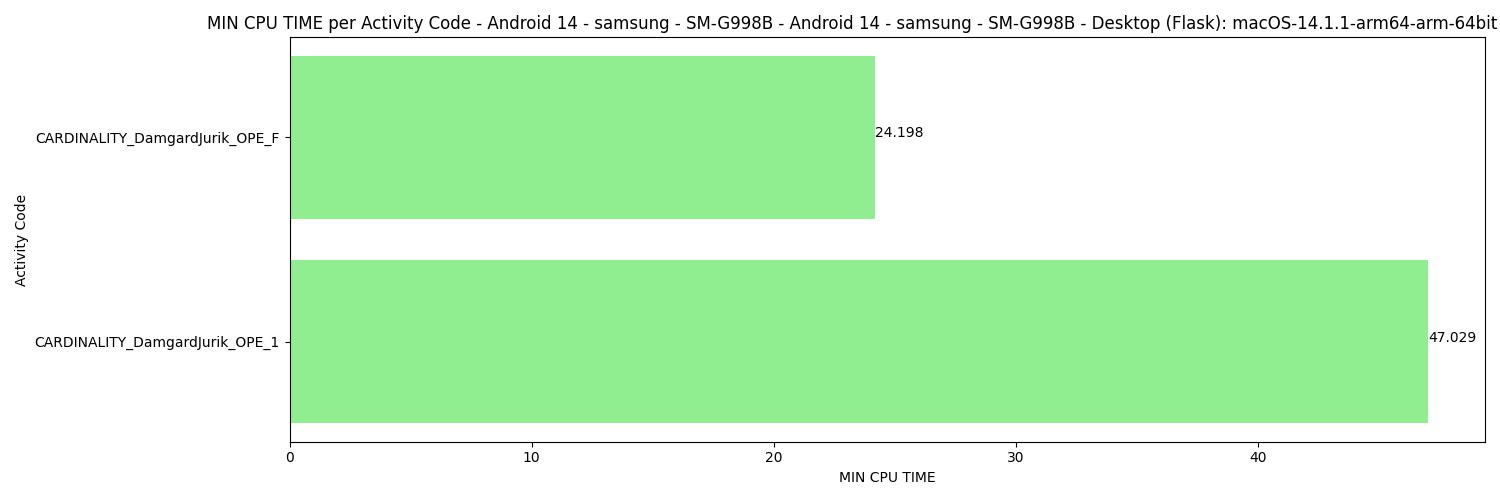 MIN CPU TIME per Activity Code - Android 14 - samsung - SM-G998B - Android 14 - samsung - SM-G998B - Desktop (Flask): macOS-14.1.1-arm64-arm-64bit
CARDINALITY_DamgardJurik_OPE_F
24.198
Activity Code
CARDINALITY_DamgardJurik_OPE_1
47.029
0 10 20 30 40
MIN CPU TIME